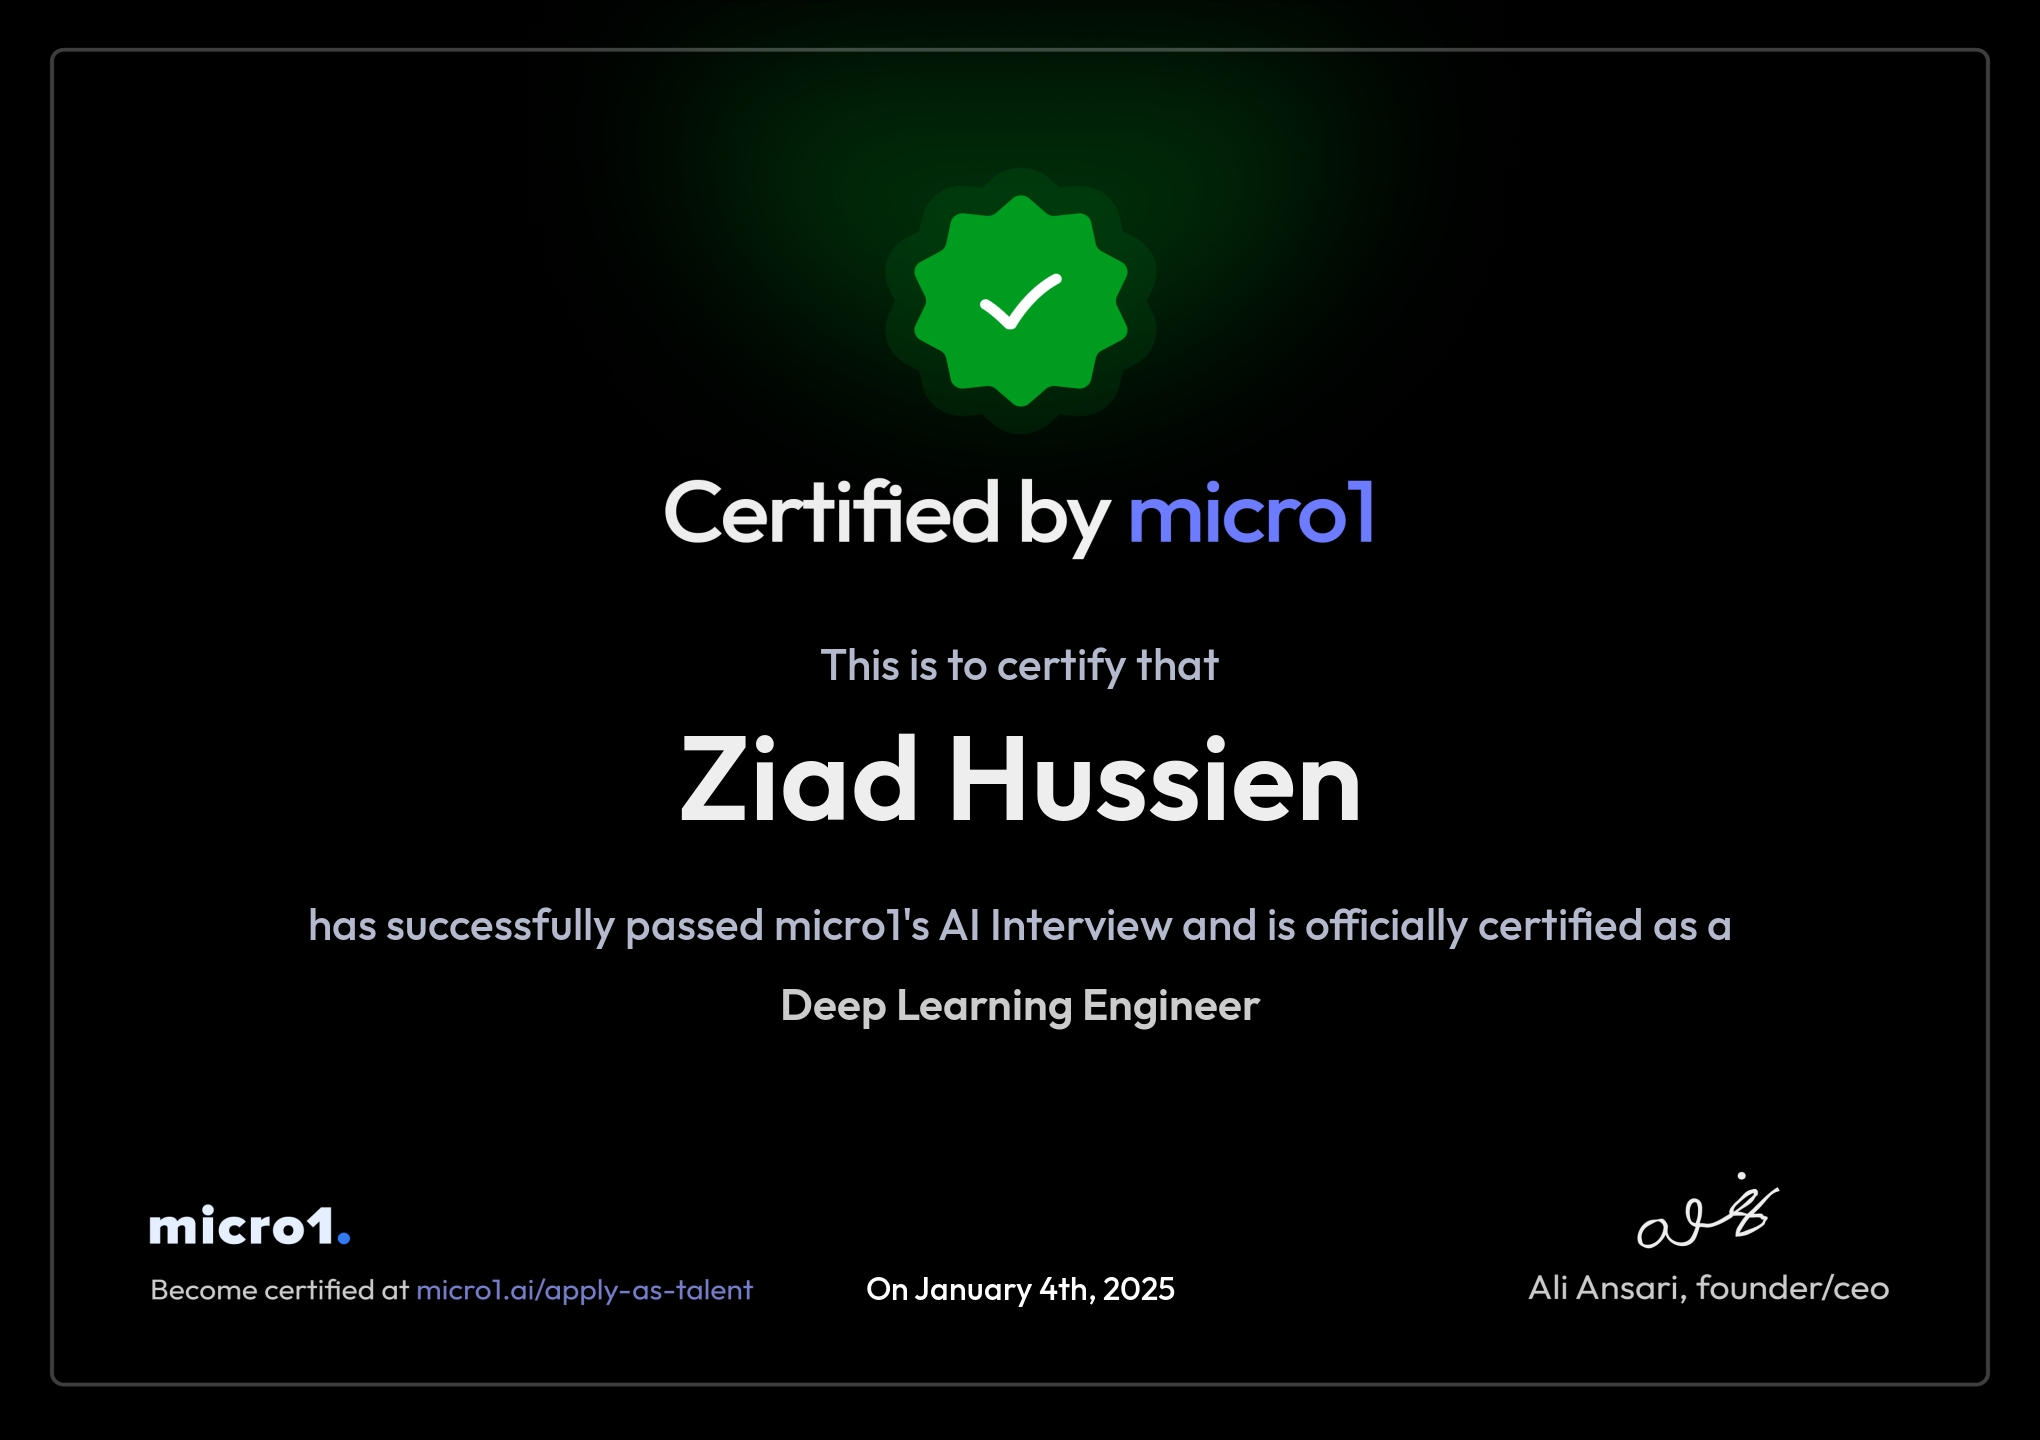 Certified by micro1
This is to certify that
Ziad Hussien
has successfully passed micro1's AI Interview and is officially certified as a
Deep Learning Engineer
micro1.
Become certified at micro1.ai/apply-as-talent
On January 4th, 2025
Ali Ansari, founder/ceo